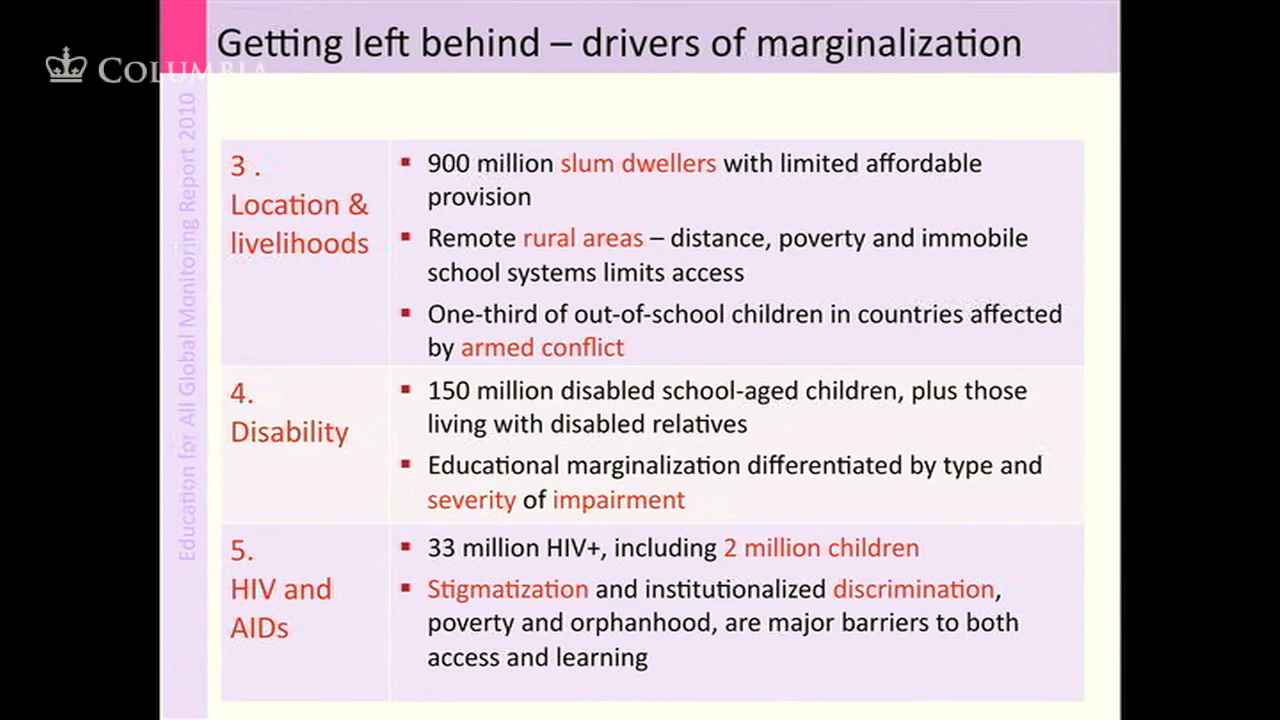 Getting left behind – drivers of marginalization
COLUMBIA
Education for All Global Monitoring Report 2010
3 .
Location &
livelihoods
▪ 900 million slum dwellers with limited affordable
provision
▪ Remote rural areas – distance, poverty and immobile
school systems limits access
▪ One-third of out-of-school children in countries affected
by armed conflict
4.
Disability
▪ 150 million disabled school-aged children, plus those
living with disabled relatives
▪ Educational marginalization differentiated by type and
severity of impairment
5.
HIV and
AIDs
▪ 33 million HIV+, including 2 million children
▪ Stigmatization and institutionalized discrimination,
poverty and orphanhood, are major barriers to both
access and learning